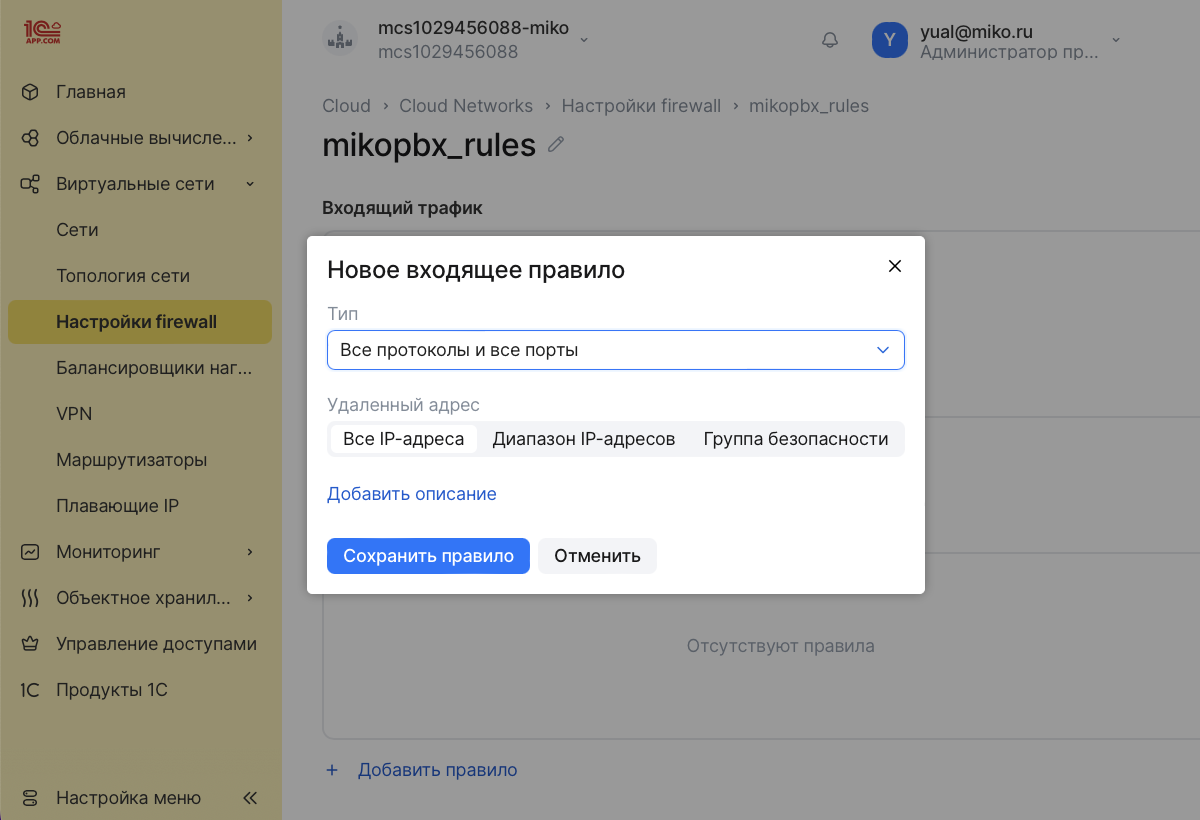 1С
APP.COM
Главная
Облачные вычисле...
Виртуальные сети
Сети
Топология сети
Настройки firewall
Балансировщики наг...
VPN
Маршрутизаторы
Плавающие IP
Мониторинг
Объектное хранил...
Управление доступами
1С Продукты 1С
Настройка меню
mcs1029456088-miko
mcs1029456088
Y
yual@miko.ru
Администратор пр...
Cloud › Cloud Networks › Настройки firewall › mikopbx_rules
mikopbx_rules
Входящий трафик
Новое входящее правило
Тип
Все протоколы и все порты
Удаленный адрес
Все IP-адреса Диапазон IP-адресов Группа безопасности
Добавить описание
Сохранить правило Отменить
Отсутствуют правила
+ Добавить правило